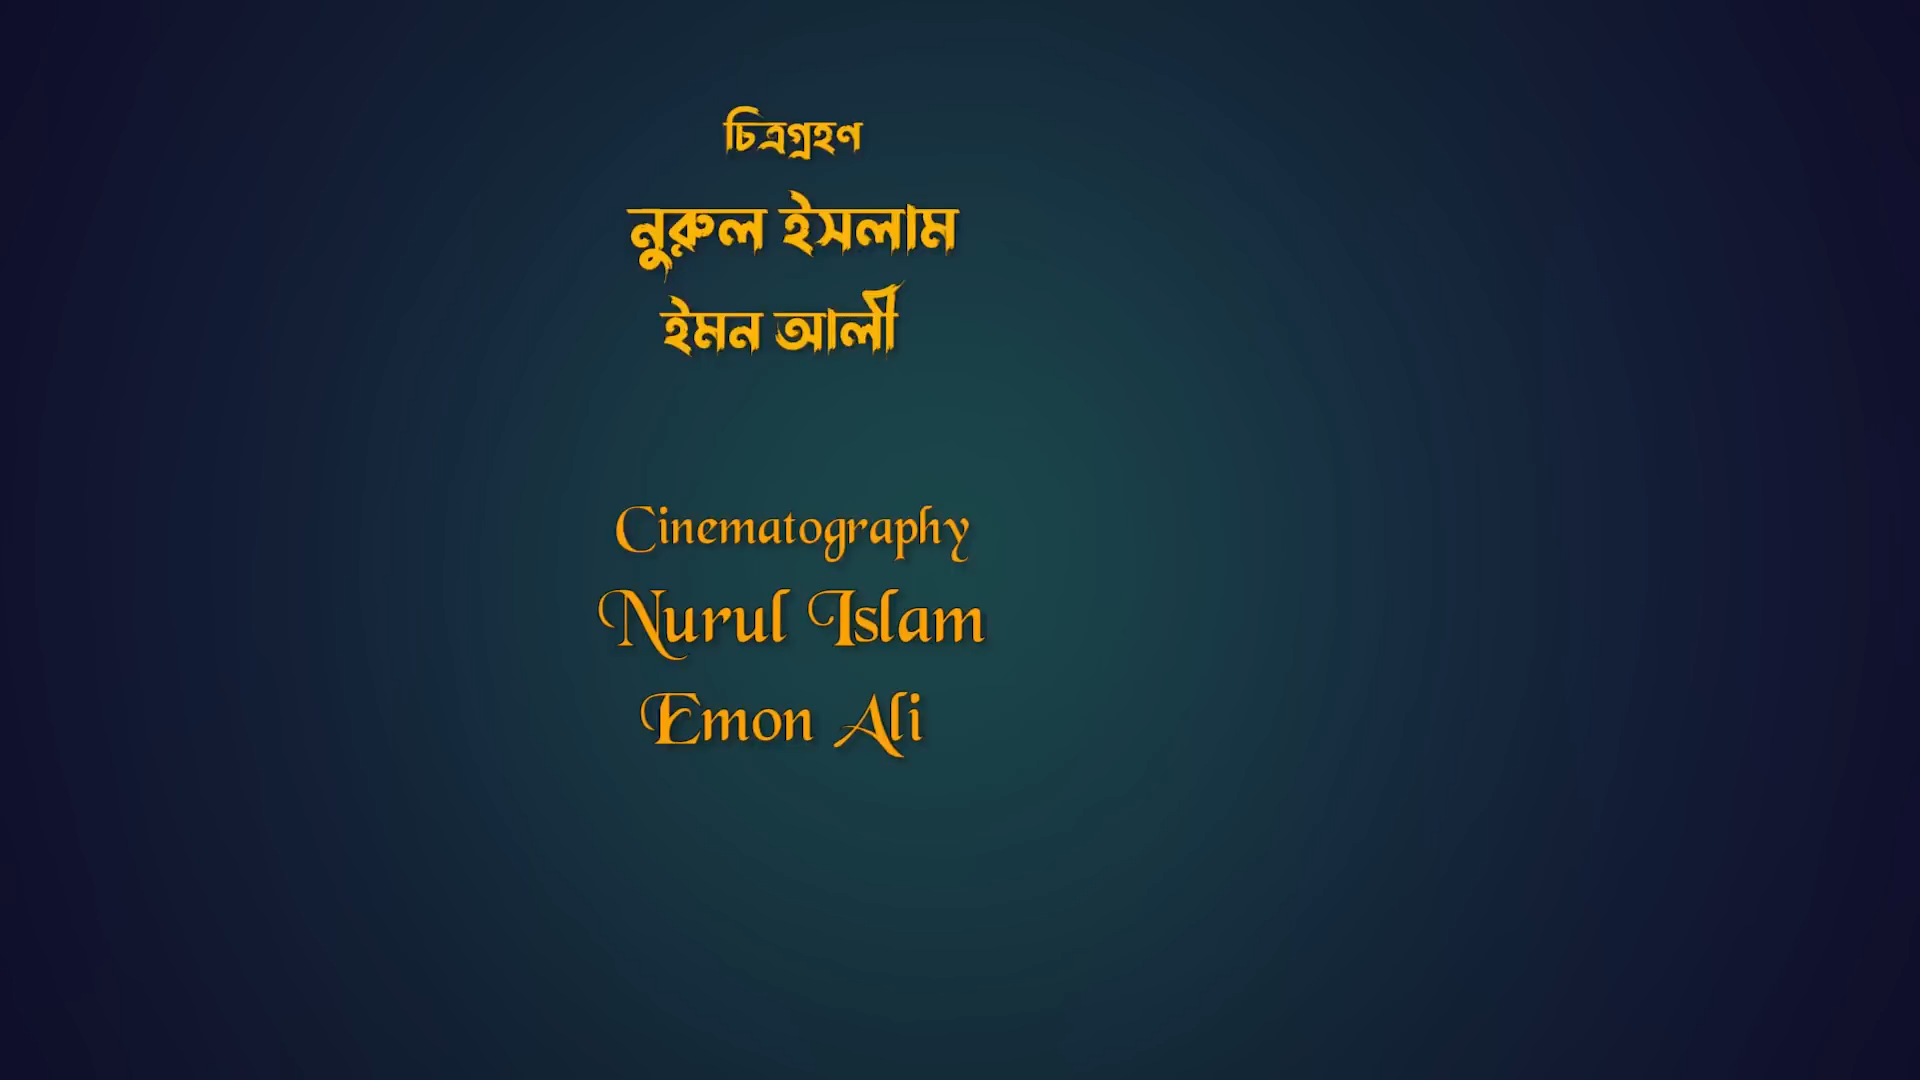 চিত্রগ্রহণ
নুরুল ইসলাম
ইমন আলী
Cinematography
Nurul Islam
Emon Ali